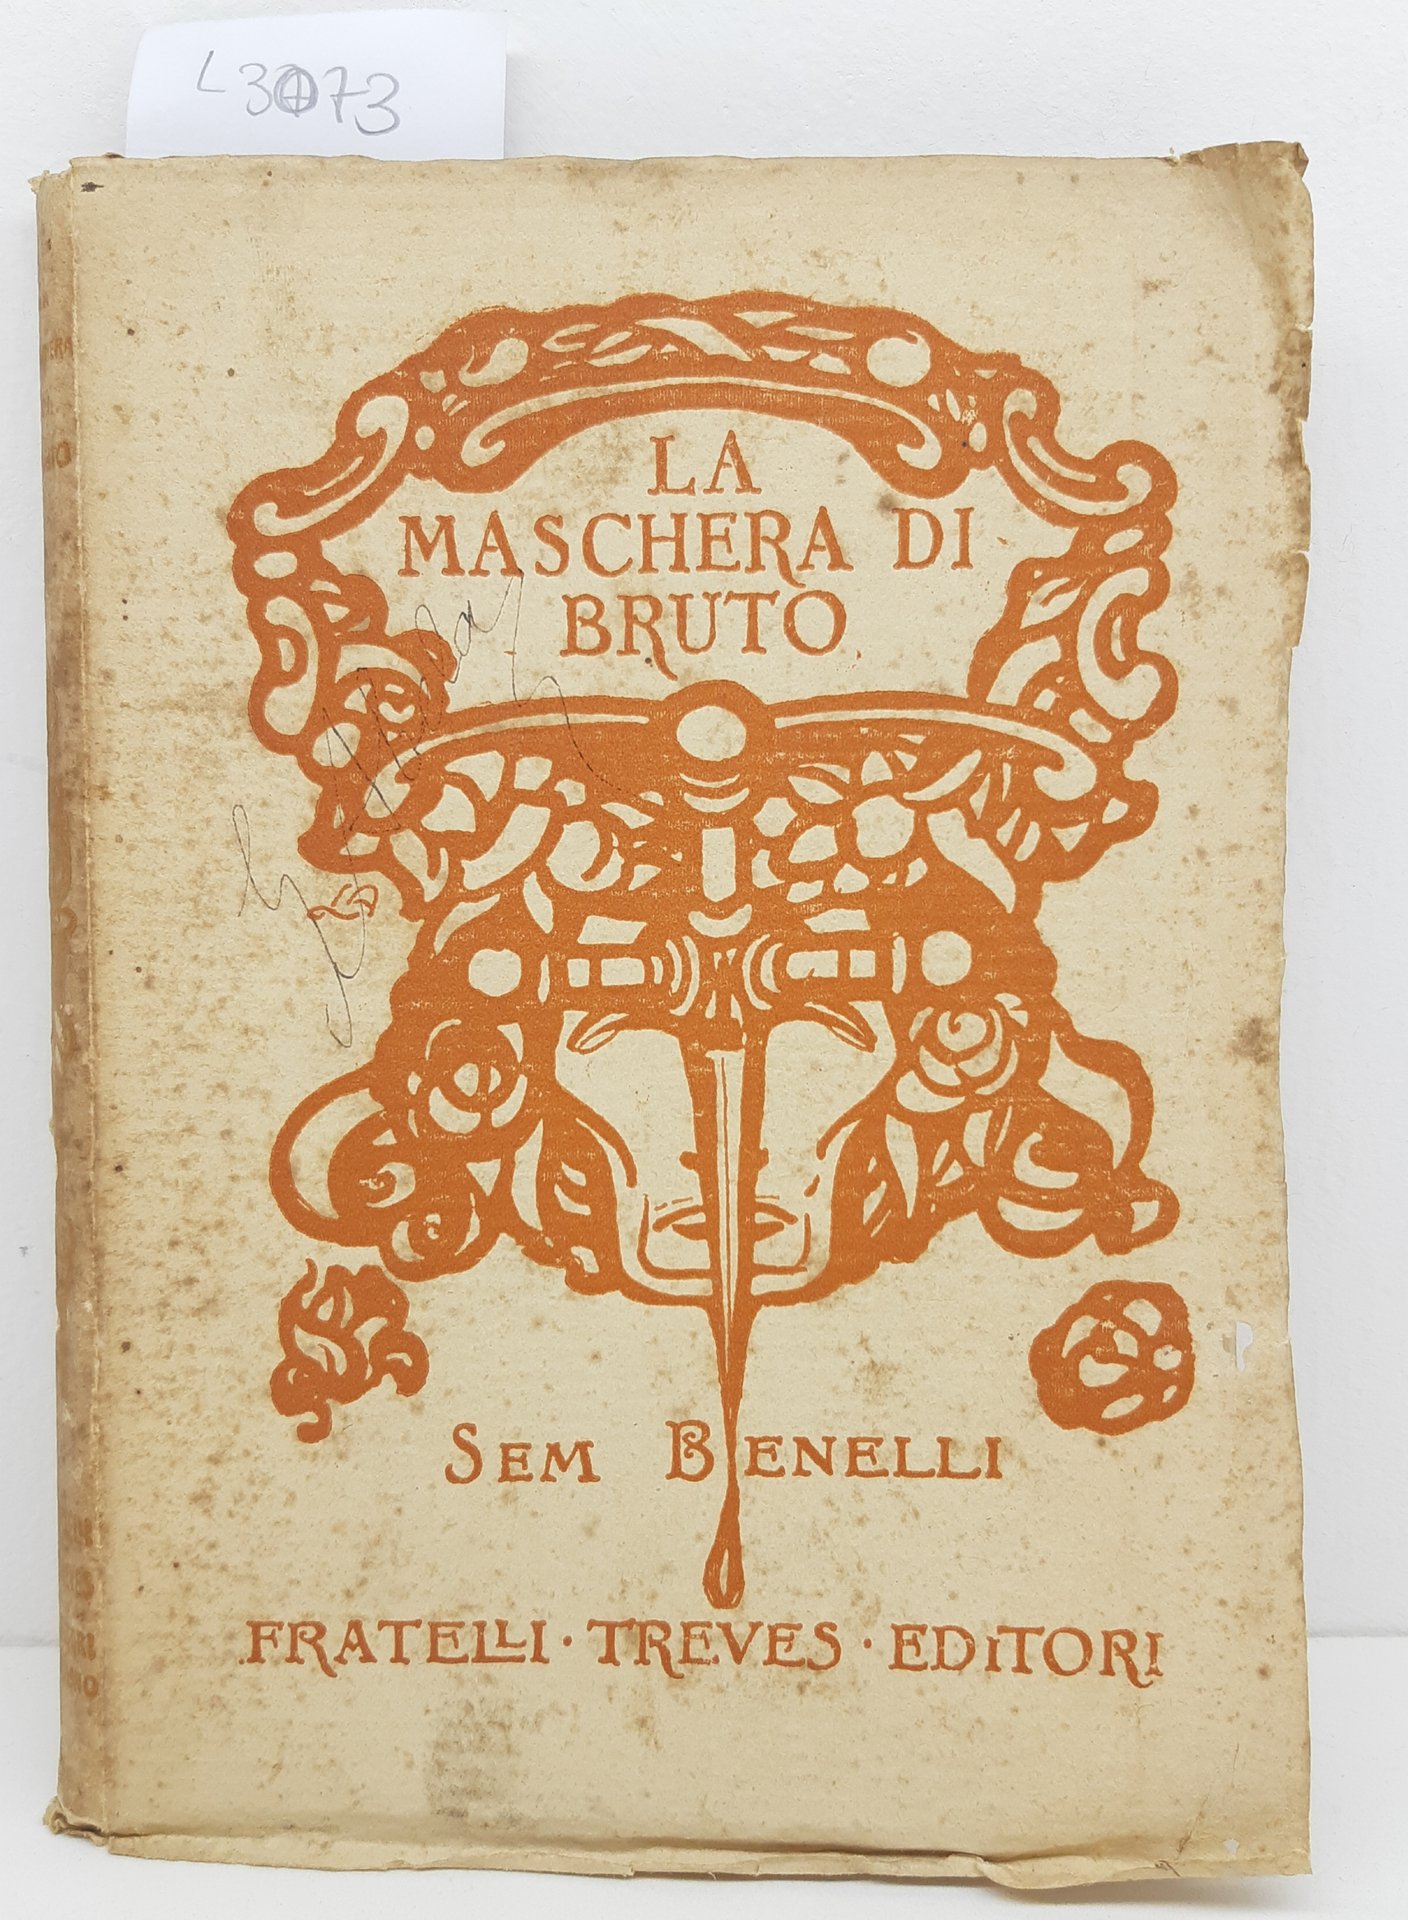 L3073
LA
MASCHERA DI
BRUTO
SEM BENELLI
FRATELLI · TREVES · EDITORI